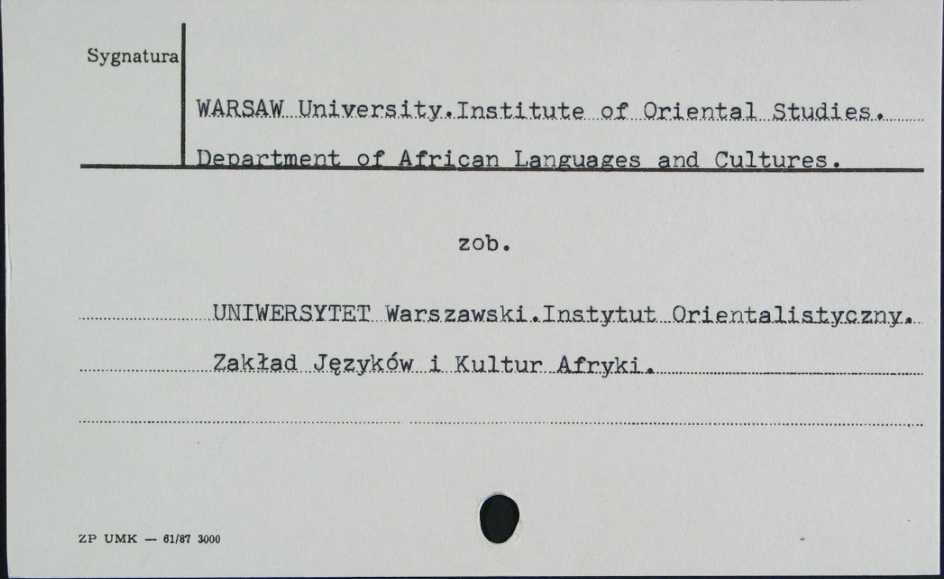 Sygnatura
WARSAW University.Institute of Oriental Studies.
Department of African Languages and Cultures.
zob.
UNIWERSYTET Warszawski.Instytut Orientalistyczny.
Zakład Języków i Kultur Afryki.
ZP UMK — 61/87 3000